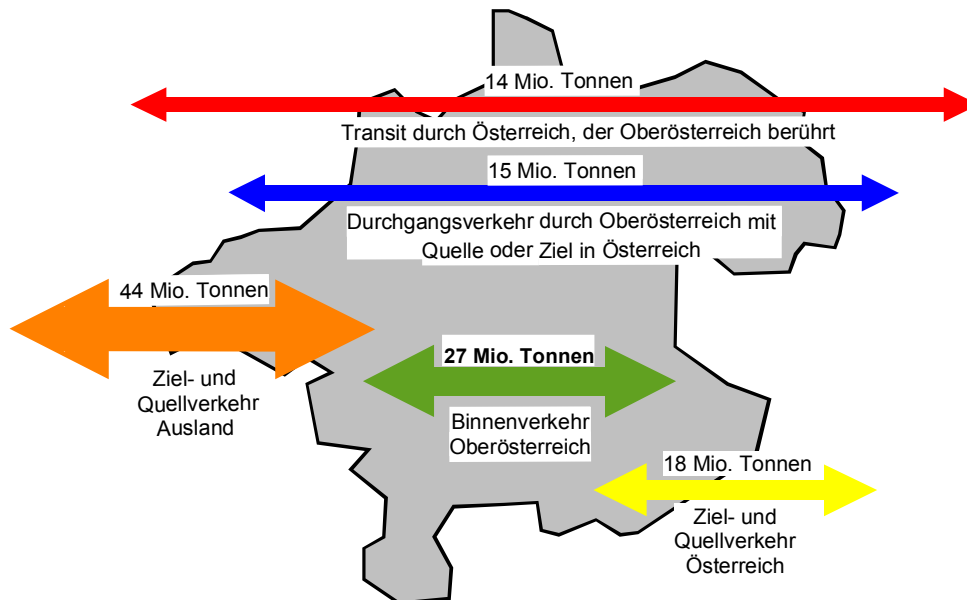 14 Mio. Tonnen
Transit durch Österreich, der Oberösterreich berührt
15 Mio. Tonnen
Durchgangsverkehr durch Oberösterreich mit
Quelle oder Ziel in Österreich
44 Mio. Tonnen
Ziel- und
Quellverkehr
Ausland
27 Mio. Tonnen
Binnenverkehr
Oberösterreich
18 Mio. Tonnen
Ziel- und
Quellverkehr
Österreich